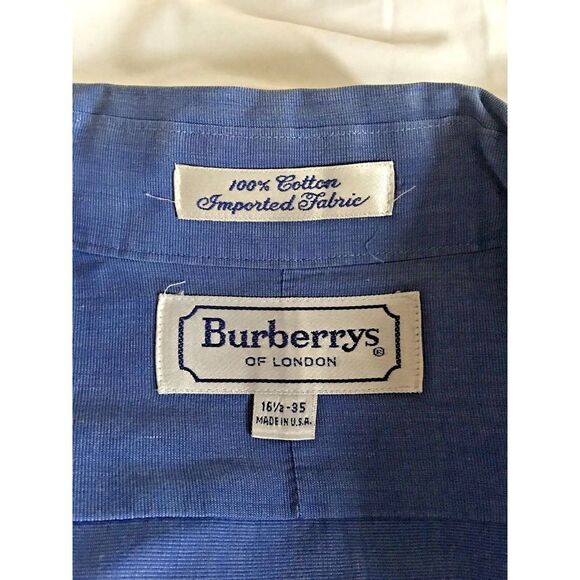 100% Cotton
Imported Fabric
Burberrys®
OF LONDON
16½-35
MADE IN U.S.A.